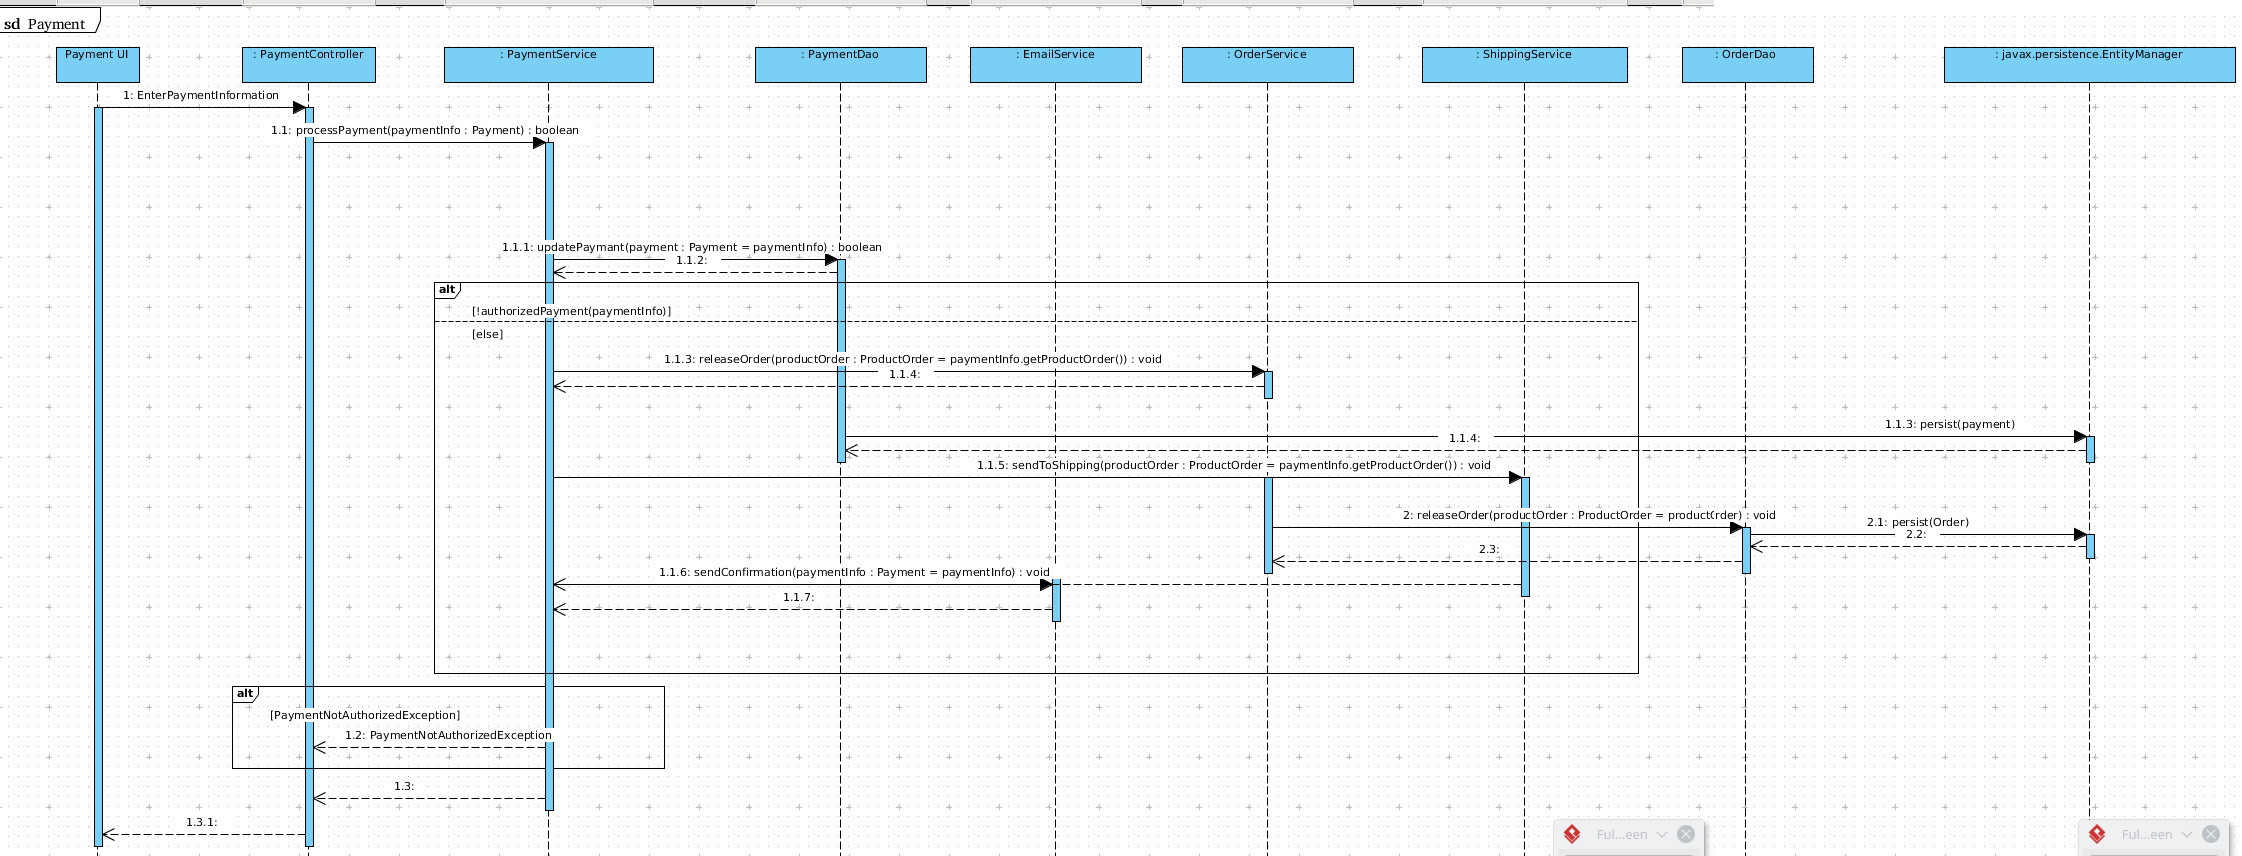 sd Payment
Payment UI
: PaymentController
: PaymentService
: PaymentDao
: EmailService
: OrderService
: ShippingService
: OrderDao
: javax.persistence.EntityManager
1: EnterPaymentInformation
1.1: processPayment(paymentInfo : Payment) : boolean
1.1.1: updatePaymant(payment : Payment = paymentInfo) : boolean
1.1.2:
alt
[!authorizedPayment(paymentInfo)]
[else]
1.1.3: releaseOrder(productOrder : ProductOrder = paymentInfo.getProductOrder()) : void
1.1.4:
1.1.3: persist(payment)
1.1.4:
1.1.5: sendToShipping(productOrder : ProductOrder = paymentInfo.getProductOrder()) : void
2: releaseOrder(productOrder : ProductOrder = productOrder) : void
2.1: persist(Order)
2.2:
2.3:
1.1.6: sendConfirmation(paymentInfo : Payment = paymentInfo) : void
1.1.7:
alt
[PaymentNotAuthorizedException]
1.2: PaymentNotAuthorizedException
1.3:
1.3.1:
Ful...een
Ful...een